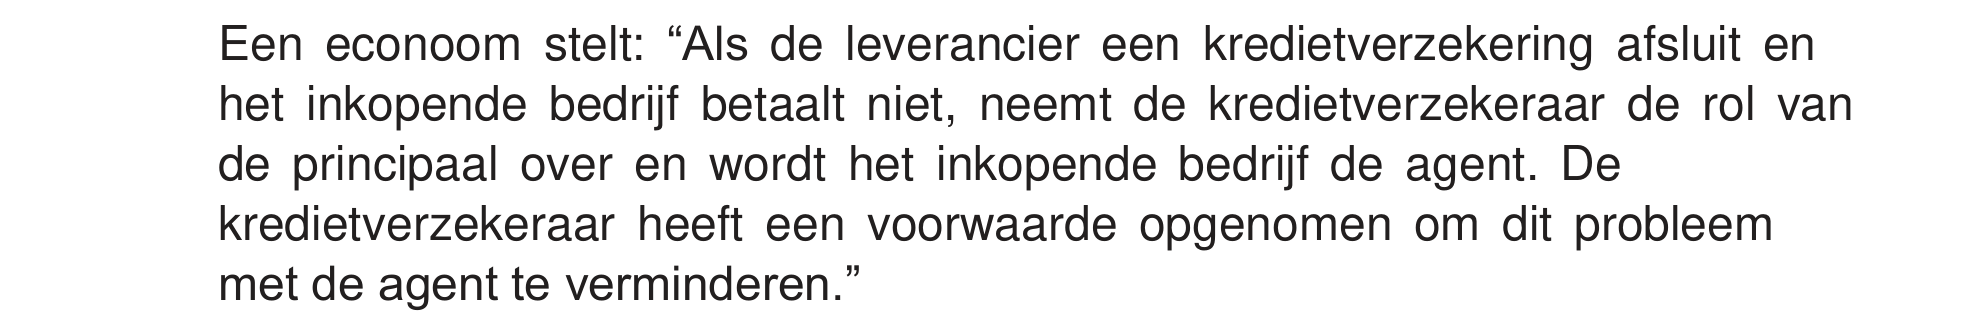 Een econoom stelt: “Als de leverancier een kredietverzekering afsluit en
het inkopende bedrijf betaalt niet, neemt de kredietverzekeraar de rol van
de principaal over en wordt het inkopende bedrijf de agent. De
kredietverzekeraar heeft een voorwaarde opgenomen om dit probleem
met de agent te verminderen.”